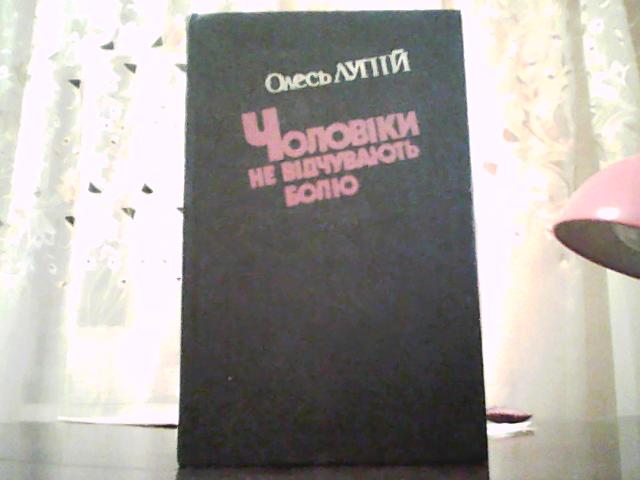 Олесь ЛУПІЙ
Чоловіки
не відчувають
болю